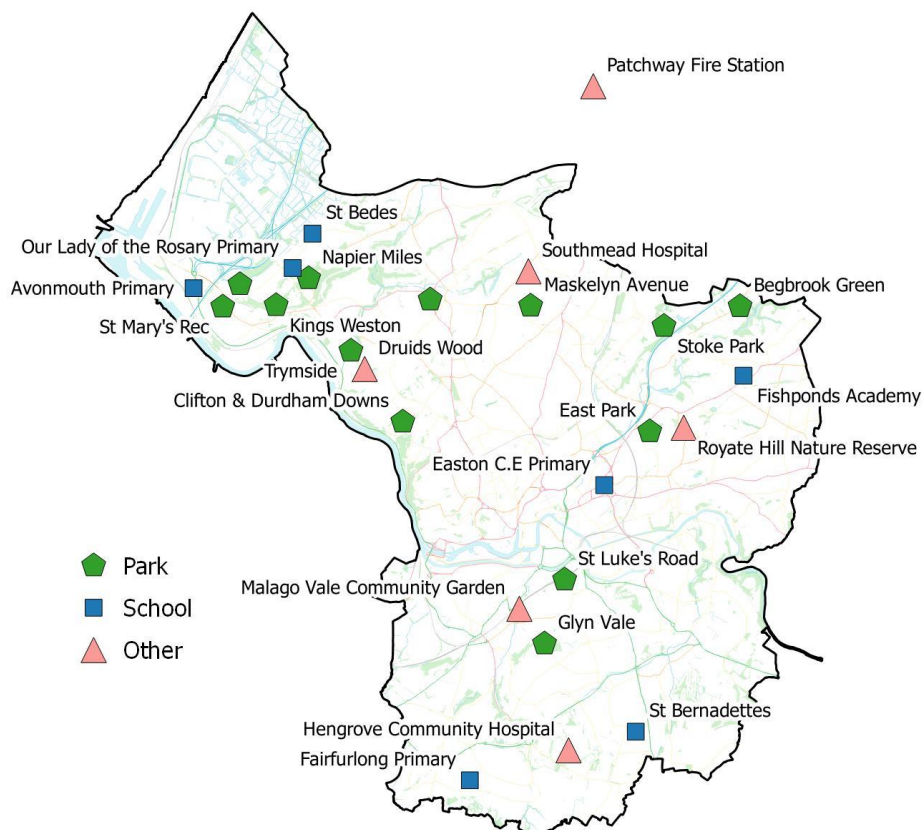 Patchway Fire Station
St Bedes
Our Lady of the Rosary Primary
Southmead Hospital
Napier Miles
Avonmouth Primary
Maskelyn Avenue
Begbrook Green
St Mary's Rec
Kings Weston
Druids Wood
Stoke Park
Trymside
Clifton & Durdham Downs
Fishponds Academy
East Park
Royate Hill Nature Reserve
Easton C.E Primary
St Luke's Road
Park
Malago Vale Community Garden
School
Glyn Vale
Other
St Bernadettes
Hengrove Community Hospital
Fairfurlong Primary